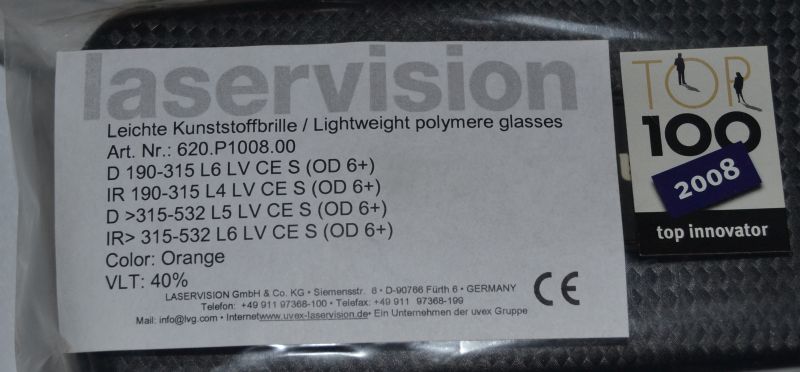 laservision
Leichte Kunststoffbrille / Lightweight polymere glasses
Art. Nr.: 620.P1008.00
D 190-315 L6 LV CE S (OD 6+)
IR 190-315 L4 LV CE S (OD 6+)
D >315-532 L5 LV CE S (OD 6+)
IR> 315-532 L6 LV CE S (OD 6+)
Color: Orange
VLT: 40%
LASERVISION GmbH & Co. KG • Siemensstr. 6 • D-90766 Fürth 6 • GERMANY
Telefon: +49 911 97368-100 • Telefax: +49 911 97368-199
Mail: info@lvg.com • Internetwww.uvex-laservision.de• Ein Unternehmen der uvex Gruppe
CE
TOP
100
2008
top innovator